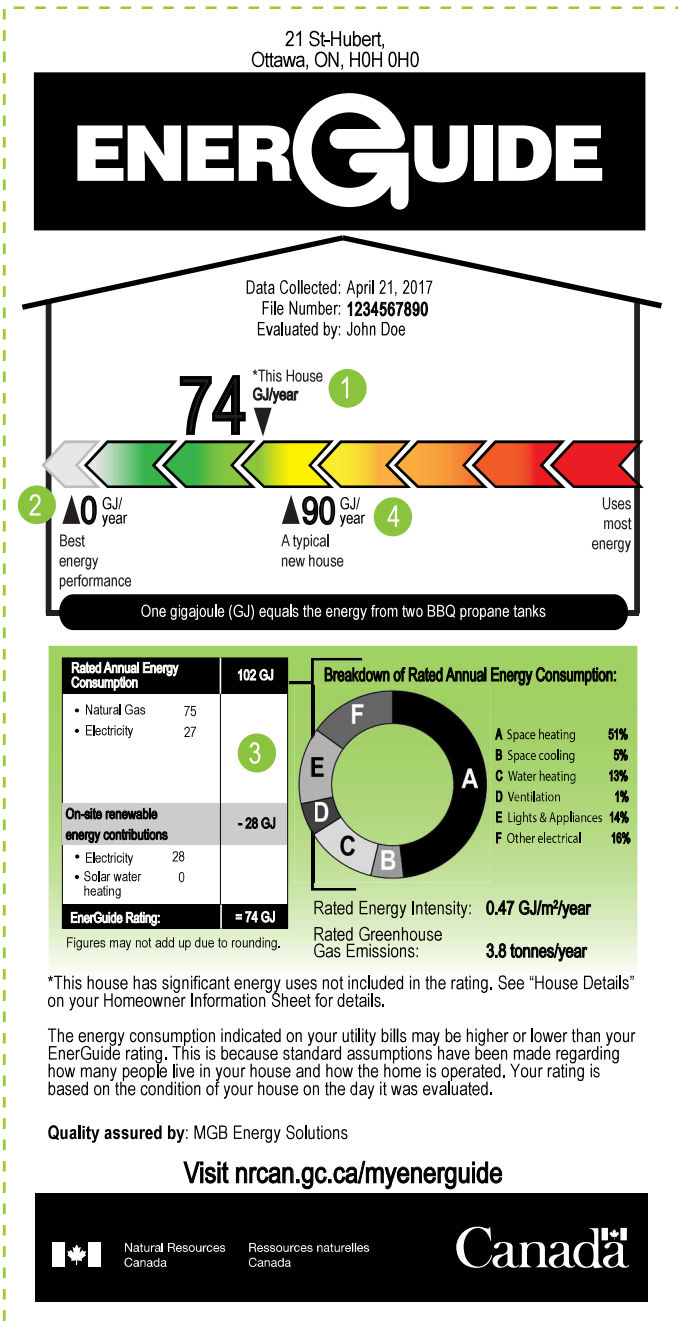 21 St-Hubert,
Ottawa, ON, H0H 0H0
ENERGUIDE
Data Collected: April 21, 2017
File Number: 1234567890
Evaluated by: John Doe
74
*This House
GJ/year
1
2
0 GJ/
year
Best
energy
performance
90 GJ/
year
4
A typical
new house
Uses
most
energy
One gigajoule (GJ) equals the energy from two BBQ propane tanks
Rated Annual Energy
Consumption
102 GJ
• Natural Gas 75
• Electricity 27
3
On-site renewable
energy contributions
- 28 GJ
• Electricity 28
• Solar water
heating
0
EnerGuide Rating: = 74 GJ
Figures may not add up due to rounding.
Breakdown of Rated Annual Energy Consumption:
F
E
D
C
B
A
A Space heating 51%
B Space cooling 5%
C Water heating 13%
D Ventilation 1%
E Lights & Appliances 14%
F Other electrical 16%
Rated Energy Intensity: 0.47 GJ/m²/year
Rated Greenhouse
Gas Emissions: 3.8 tonnes/year
*This house has significant energy uses not included in the rating. See “House Details”
on your Homeowner Information Sheet for details.
The energy consumption indicated on your utility bills may be higher or lower than your
EnerGuide rating. This is because standard assumptions have been made regarding
how many people live in your house and how the home is operated. Your rating is
based on the condition of your house on the day it was evaluated.
Quality assured by: MGB Energy Solutions
Visit nrcan.gc.ca/myenerguide
Natural Resources
Canada
Ressources naturelles
Canada
Canada